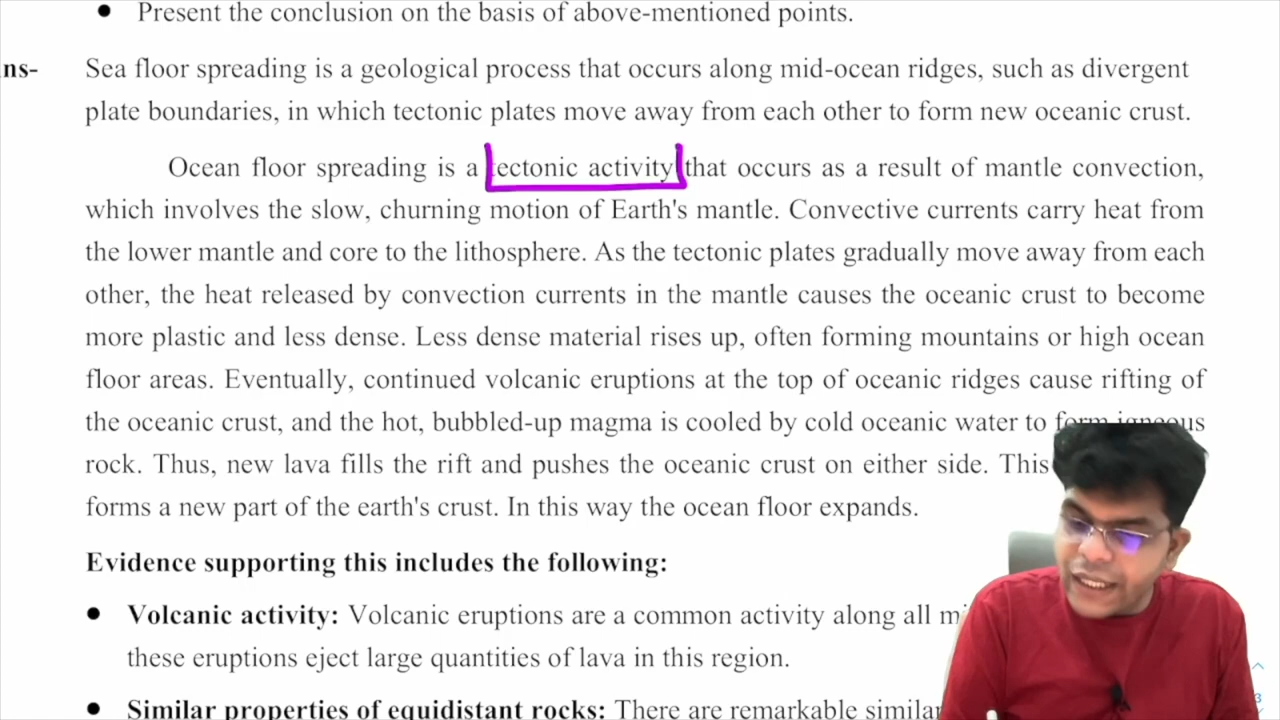 ● Present the conclusion on the basis of above-mentioned points.
ns- Sea floor spreading is a geological process that occurs along mid-ocean ridges, such as divergent
plate boundaries, in which tectonic plates move away from each other to form new oceanic crust.
Ocean floor spreading is a tectonic activity that occurs as a result of mantle convection,
which involves the slow, churning motion of Earth's mantle. Convective currents carry heat from
the lower mantle and core to the lithosphere. As the tectonic plates gradually move away from each
other, the heat released by convection currents in the mantle causes the oceanic crust to become
more plastic and less dense. Less dense material rises up, often forming mountains or high ocean
floor areas. Eventually, continued volcanic eruptions at the top of oceanic ridges cause rifting of
the oceanic crust, and the hot, bubbled-up magma is cooled by cold oceanic water to form igneous
rock. Thus, new lava fills the rift and pushes the oceanic crust on either side. This
forms a new part of the earth's crust. In this way the ocean floor expands.
Evidence supporting this includes the following:
● Volcanic activity: Volcanic eruptions are a common activity along all
these eruptions eject large quantities of lava in this region.
● Similar properties of equidistant rocks: There are remarkable
3